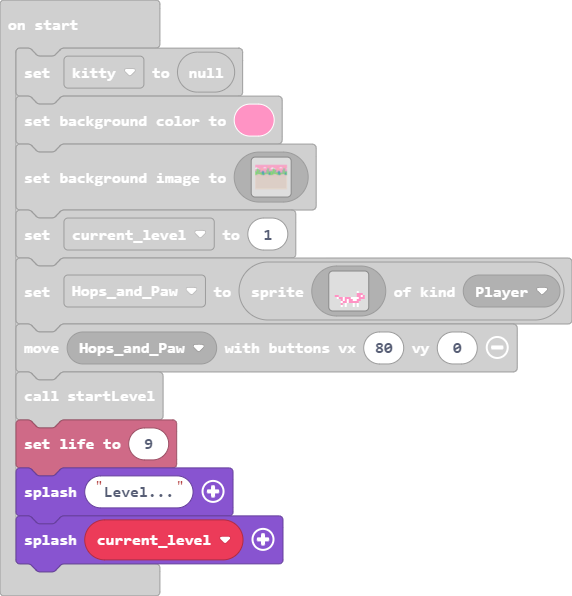 on start
set kitty to null
set background color to
set background image to
set current_level to 1
set Hops_and_Paw to sprite of kind Player
move Hops_and_Paw with buttons vx 80 vy 0
call startLevel
set life to 9
splash "Level..."
splash current_level